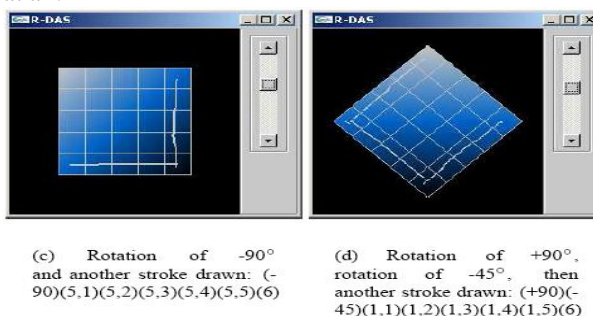 R-DAS
R-DAS
(c) Rotation of -90°
and another stroke drawn: (-
90)(5,1)(5,2)(5,3)(5,4)(5,5)(6)
(d) Rotation of +90°,
rotation of -45°, then
another stroke drawn: (+90)(-
45)(1,1)(1,2)(1,3)(1,4)(1,5)(6)